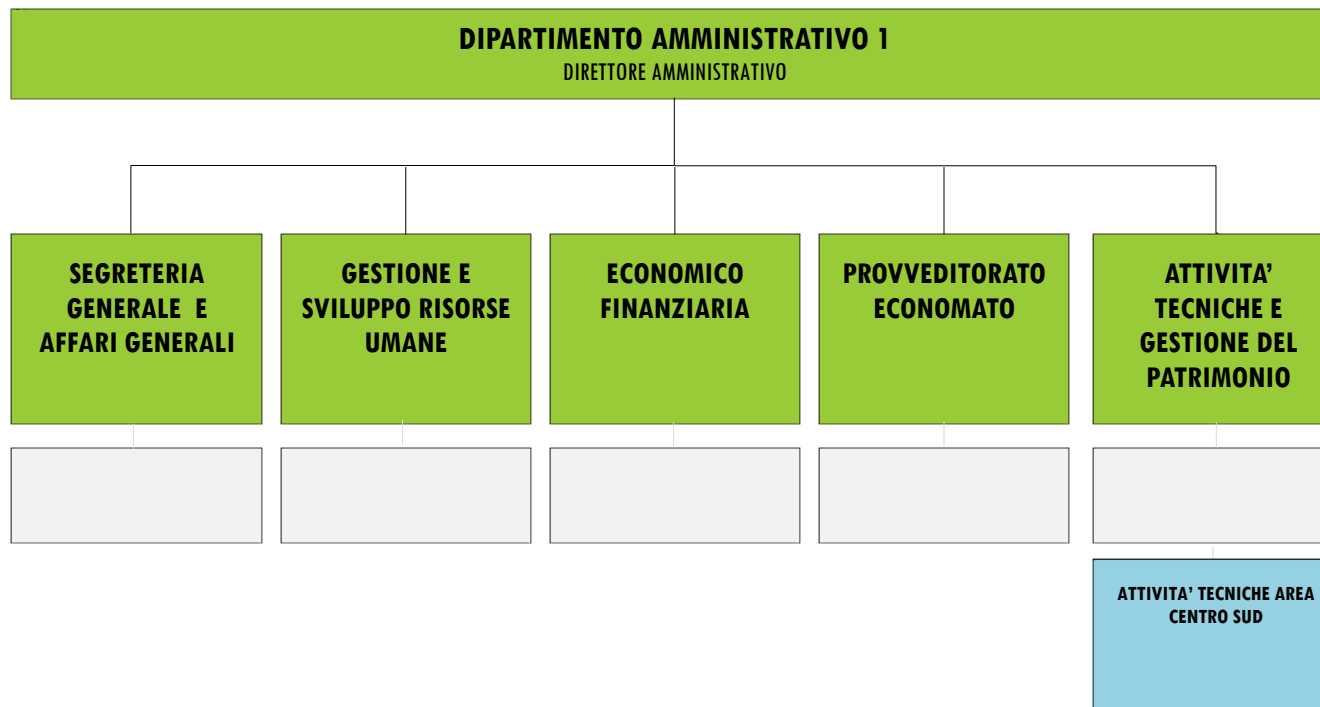 DIPARTIMENTO AMMINISTRATIVO 1
DIRETTORE AMMINISTRATIVO
SEGRETERIA
GENERALE E
AFFARI GENERALI
GESTIONE E
SVILUPPO RISORSE
UMANE
ECONOMICO
FINANZIARIA
PROVVEDITORATO
ECONOMATO
ATTIVITA’
TECNICHE E
GESTIONE DEL
PATRIMONIO
ATTIVITA’ TECNICHE AREA
CENTRO SUD